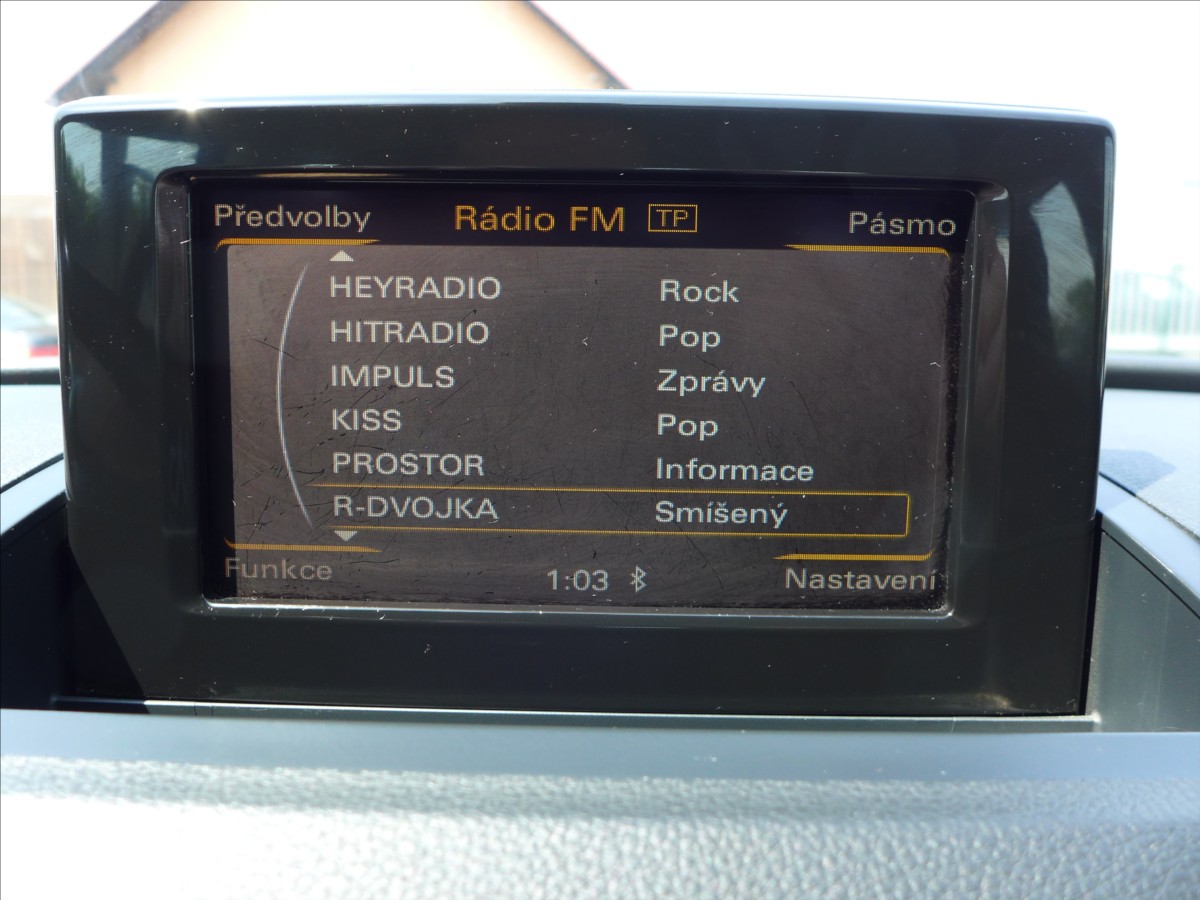 Předvolby Rádio FM TP Pásmo
HEYRADIO Rock
HITRADIO Pop
IMPULS Zprávy
KISS Pop
PROSTOR Informace
R-DVOJKA Smíšený
Funkce 1:03 Nastavení